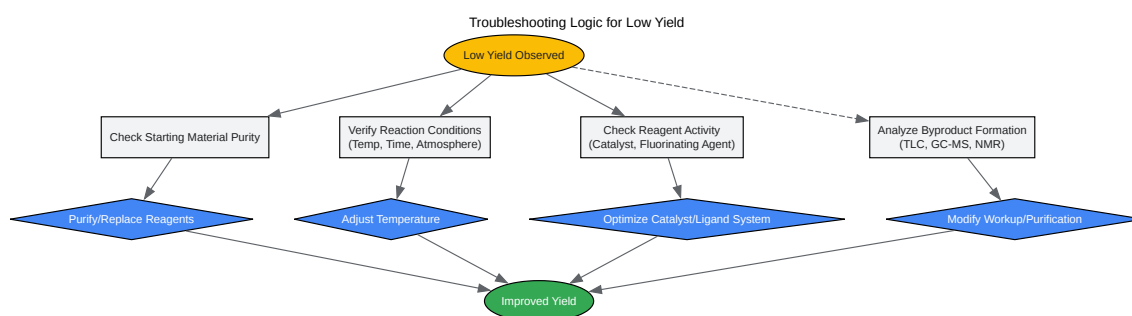 Troubleshooting Logic for Low Yield
Low Yield Observed
Check Starting Material Purity
Verify Reaction Conditions
(Temp, Time, Atmosphere)
Check Reagent Activity
(Catalyst, Fluorinating Agent)
Analyze Byproduct Formation
(TLC, GC-MS, NMR)
Purify/Replace Reagents
Adjust Temperature
Optimize Catalyst/Ligand System
Modify Workup/Purification
Improved Yield